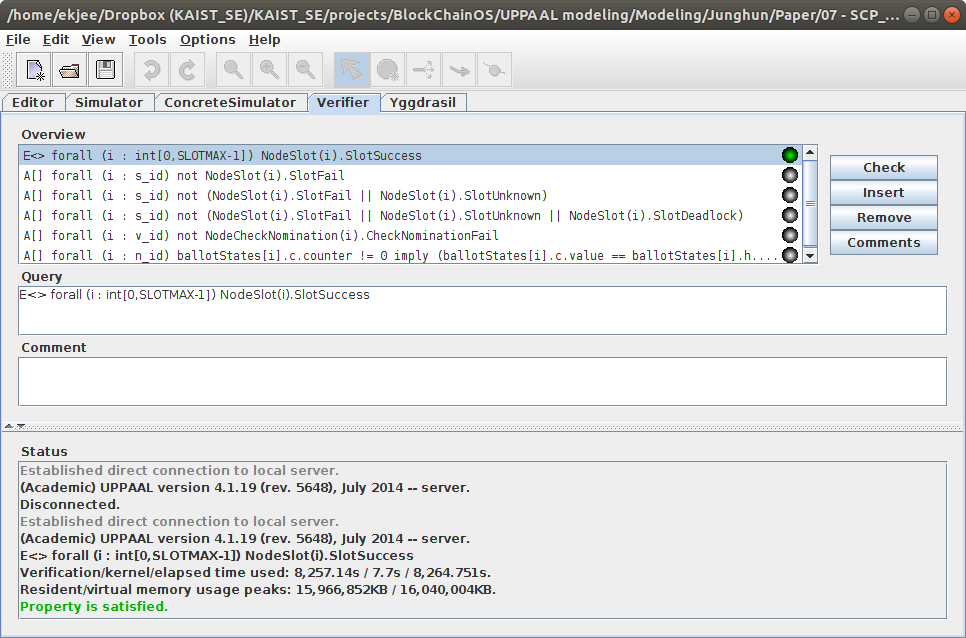 /home/ekjee/Dropbox (KAIST_SE)/KAIST_SE/projects/BlockChainOS/UPPAAL modeling/Modeling/Junghun/Paper/07 - SCP_...
File Edit View Tools Options Help
Editor Simulator ConcreteSimulator Verifier Yggdrasil
Overview
E<> forall (i : int[0,SLOTMAX-1]) NodeSlot(i).SlotSuccess
A[] forall (i : s_id) not NodeSlot(i).SlotFail
A[] forall (i : s_id) not (NodeSlot(i).SlotFail || NodeSlot(i).SlotUnknown)
A[] forall (i : s_id) not (NodeSlot(i).SlotFail || NodeSlot(i).SlotUnknown || NodeSlot(i).SlotDeadlock)
A[] forall (i : v_id) not NodeCheckNomination(i).CheckNominationFail
A[] forall (i : n_id) ballotStates[i].c.counter != 0 imply (ballotStates[i].c.value == ballotStates[i].h....
Check
Insert
Remove
Comments
Query
E<> forall (i : int[0,SLOTMAX-1]) NodeSlot(i).SlotSuccess
Comment
Status
Established direct connection to local server.
(Academic) UPPAAL version 4.1.19 (rev. 5648), July 2014 -- server.
Disconnected.
Established direct connection to local server.
(Academic) UPPAAL version 4.1.19 (rev. 5648), July 2014 -- server.
E<> forall (i : int[0,SLOTMAX-1]) NodeSlot(i).SlotSuccess
Verification/kernel/elapsed time used: 8,257.14s / 7.7s / 8,264.751s.
Resident/virtual memory usage peaks: 15,966,852KB / 16,040,004KB.
Property is satisfied.